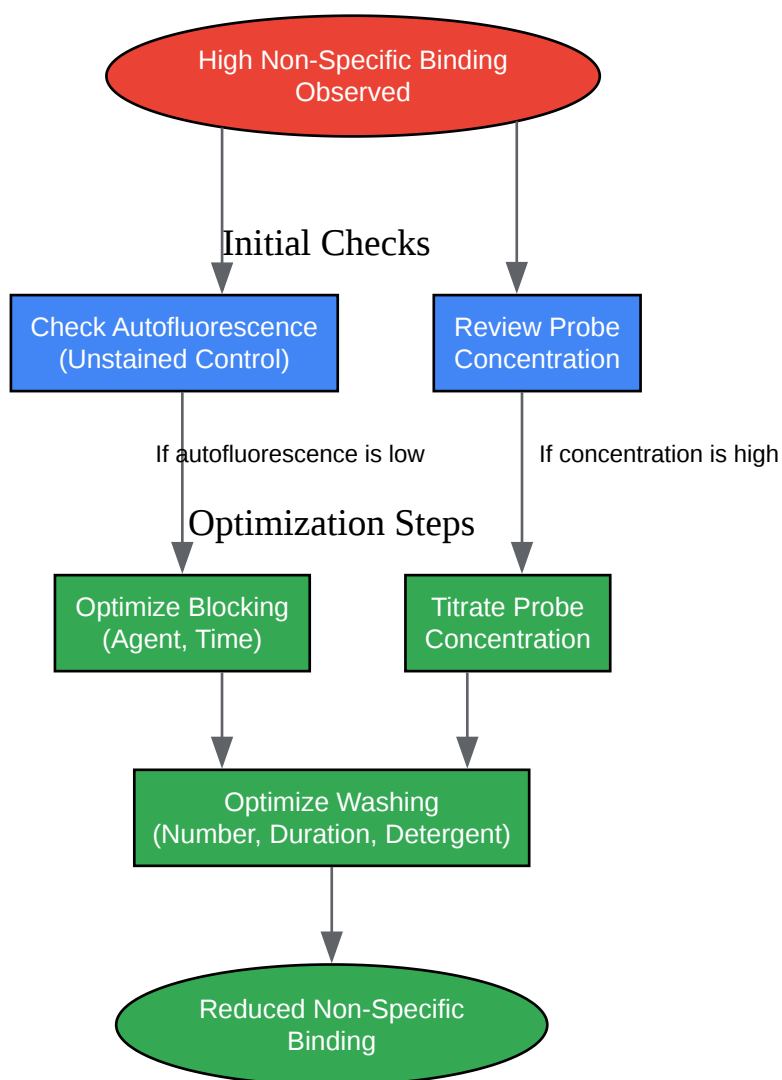 High Non-Specific Binding
Observed
Initial Checks
Check Autofluorescence
(Unstained Control)
Review Probe
Concentration
If autofluorescence is low
If concentration is high
Optimization Steps
Optimize Blocking
(Agent, Time)
Titrate Probe
Concentration
Optimize Washing
(Number, Duration, Detergent)
Reduced Non-Specific
Binding